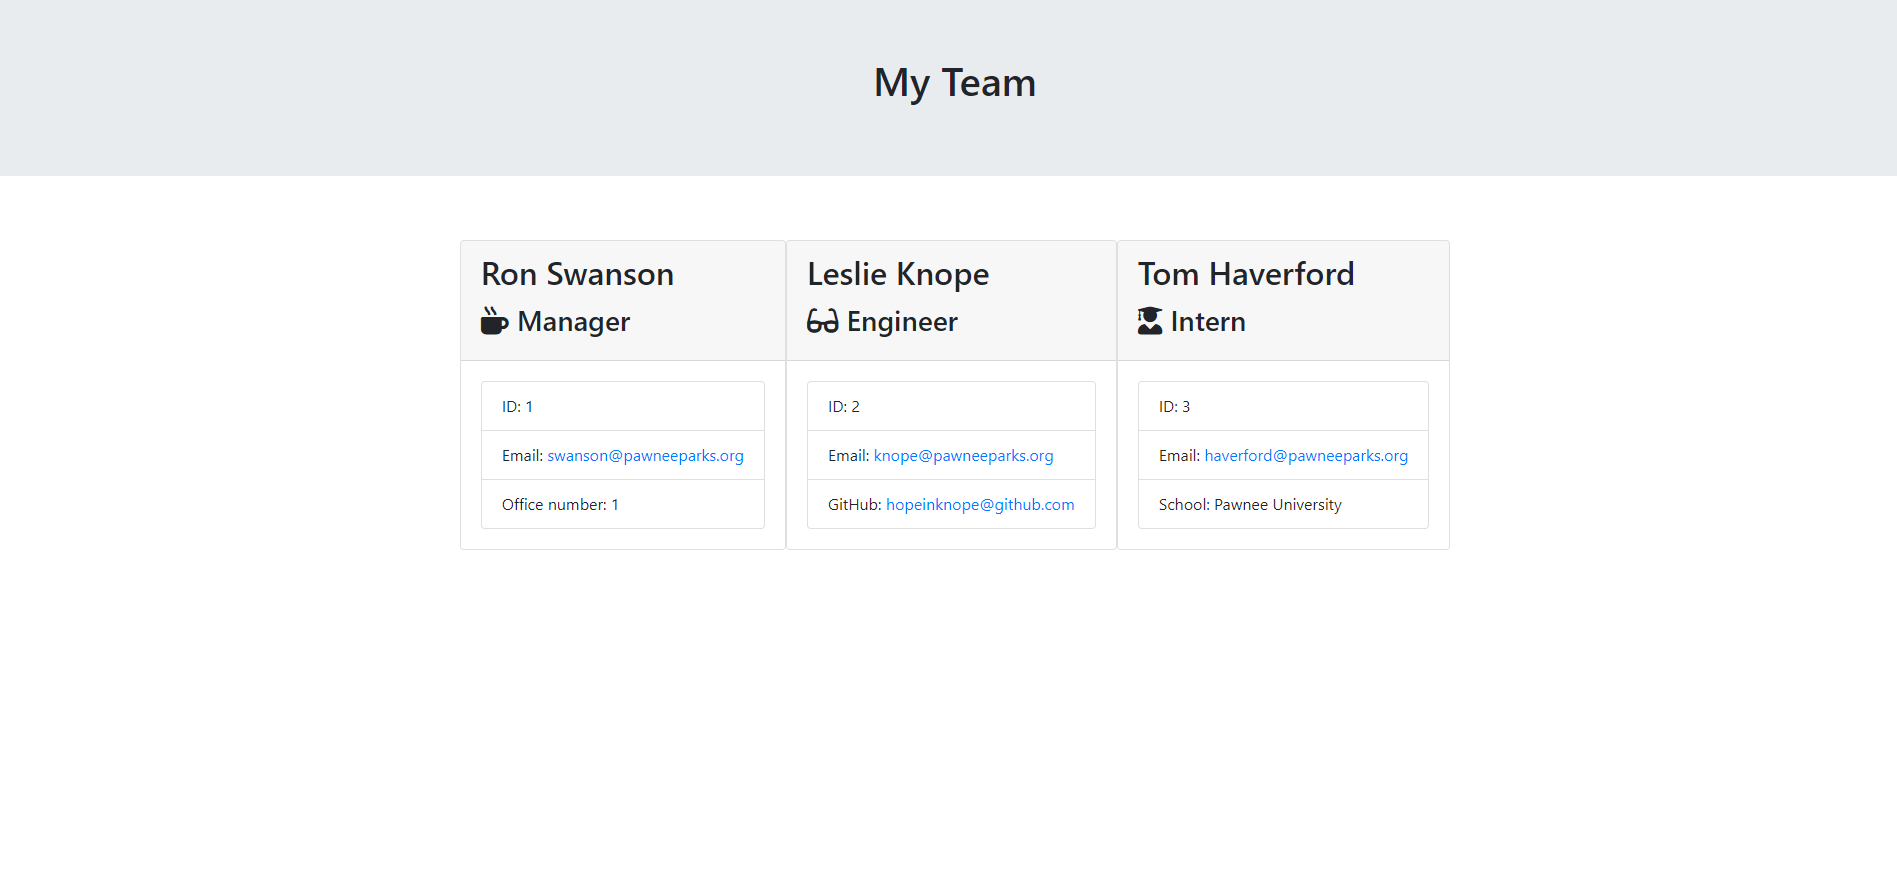 My Team
Ron Swanson
Manager
ID: 1
Email: swanson@pawneeparks.org
Office number: 1
Leslie Knope
Engineer
ID: 2
Email: knope@pawneeparks.org
GitHub: hopeinknope@github.com
Tom Haverford
Intern
ID: 3
Email: haverford@pawneeparks.org
School: Pawnee University